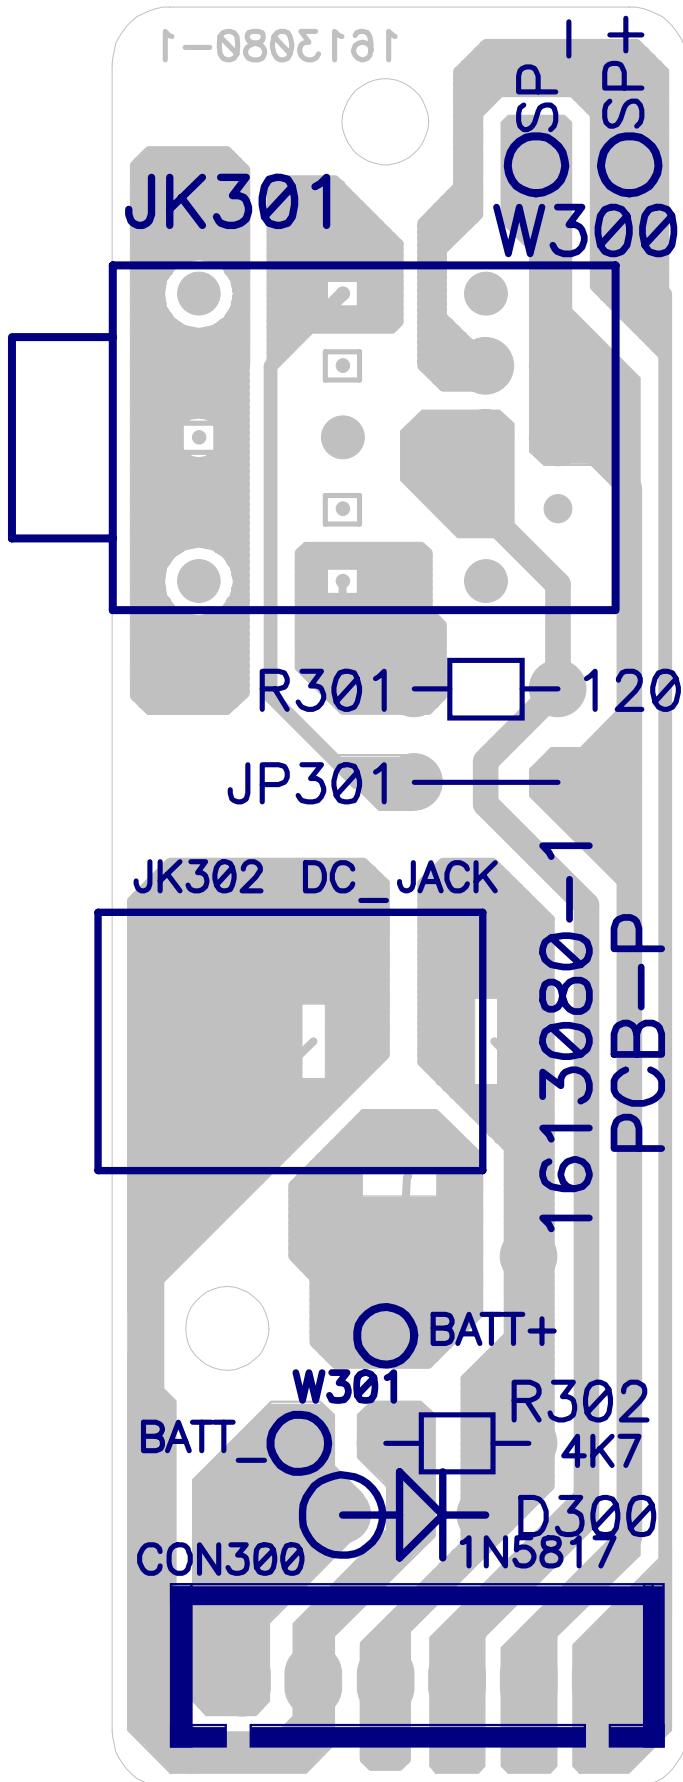 1613080-1
SP -
SP+
JK301
W300
R301
120
JP301
JK302 DC_JACK
1613080-1
PCB-P
BATT+
W301
R302
BATT_
4K7
D300
1N5817
CON300